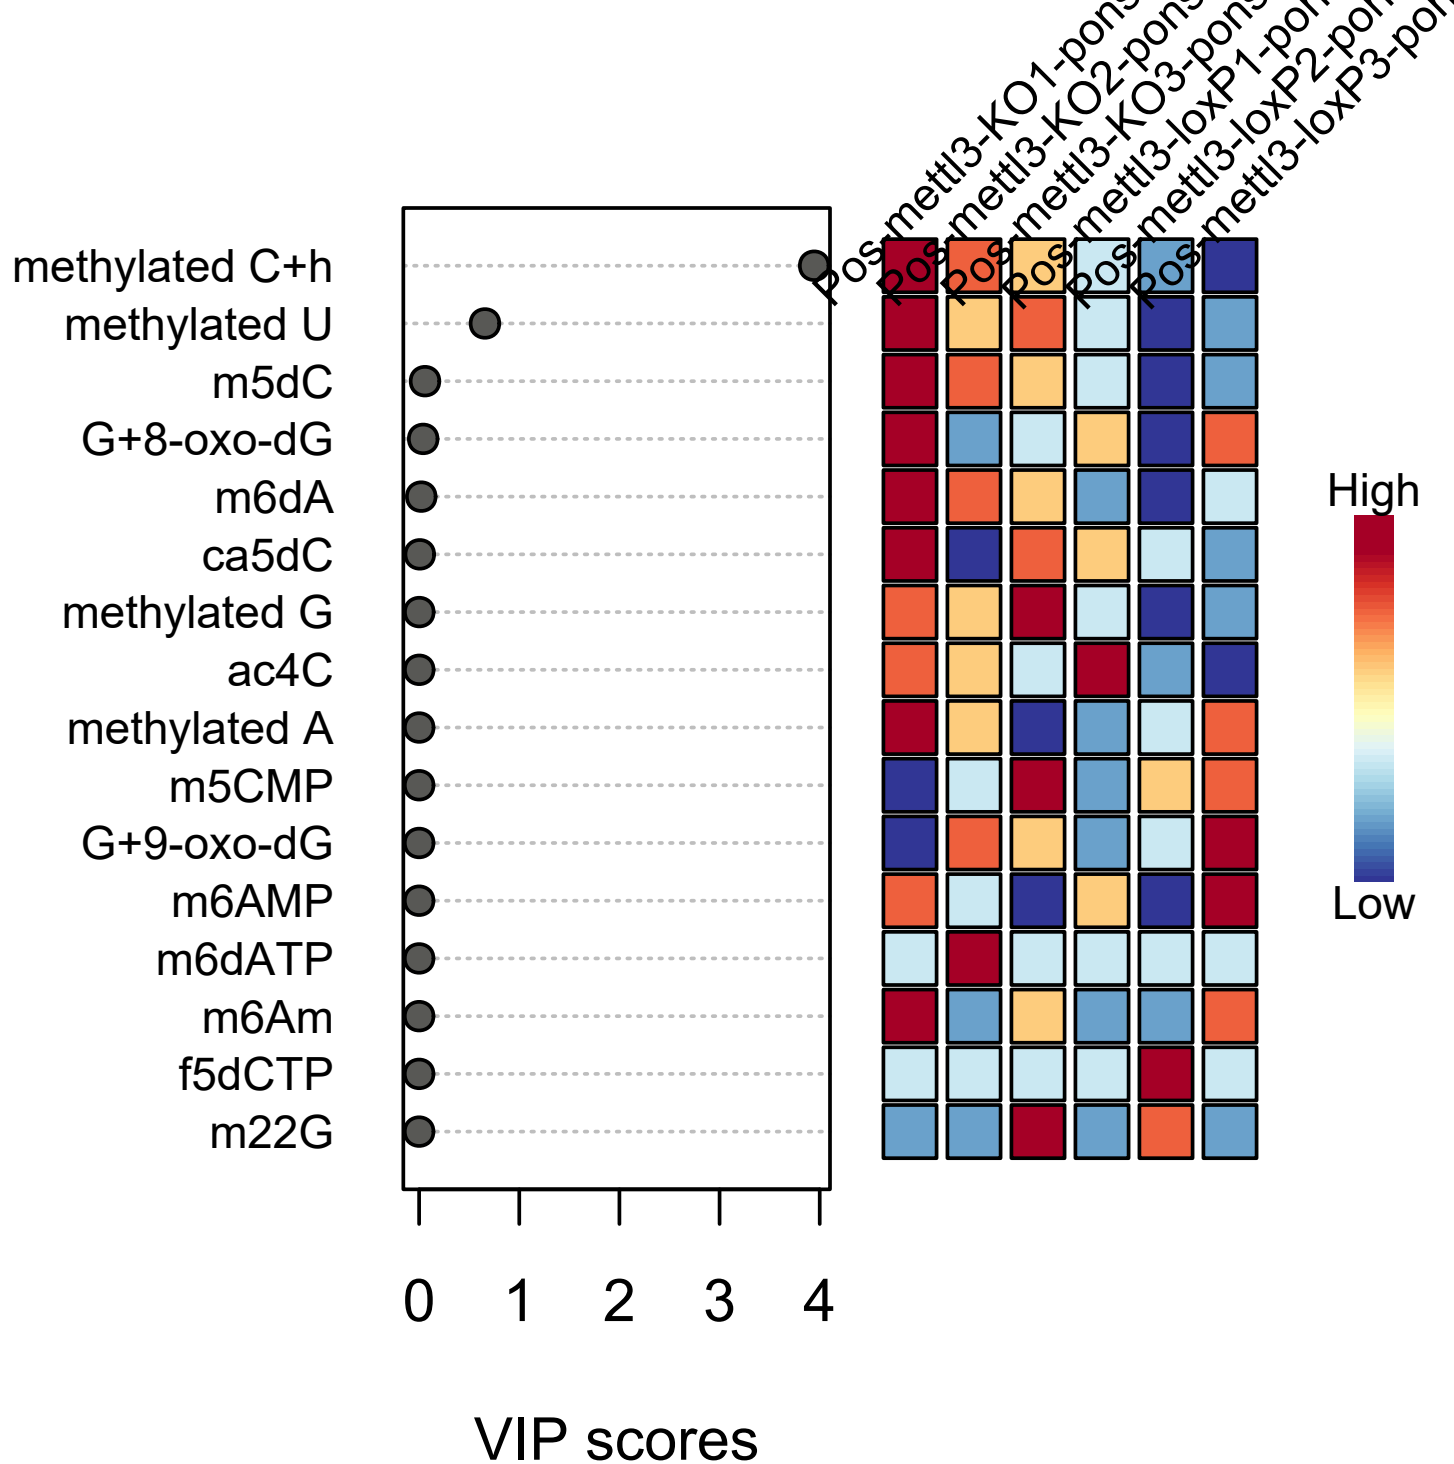 Pos-mettl3-KO1-pons
Pos-mettl3-KO2-pons
Pos-mettl3-KO3-pons
Pos-mettl3-loxP1-pon
Pos-mettl3-loxP2-pon
Pos-mettl3-loxP3-pon
methylated C+h
methylated U
m5dC
G+8-oxo-dG
m6dA
ca5dC
methylated G
ac4C
methylated A
m5CMP
G+9-oxo-dG
m6AMP
m6dATP
m6Am
f5dCTP
m22G
High
Low
0 1 2 3 4
VIP scores